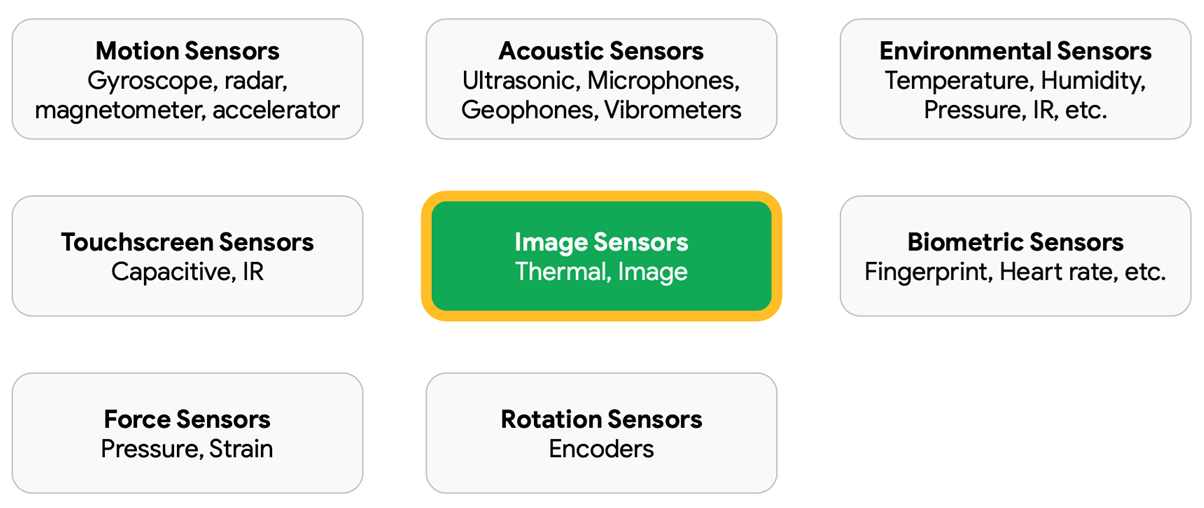 Motion Sensors
Gyroscope, radar,
magnetometer, accelerator
Acoustic Sensors
Ultrasonic, Microphones,
Geophones, Vibrometers
Environmental Sensors
Temperature, Humidity,
Pressure, IR, etc.
Touchscreen Sensors
Capacitive, IR
Image Sensors
Thermal, Image
Biometric Sensors
Fingerprint, Heart rate, etc.
Force Sensors
Pressure, Strain
Rotation Sensors
Encoders